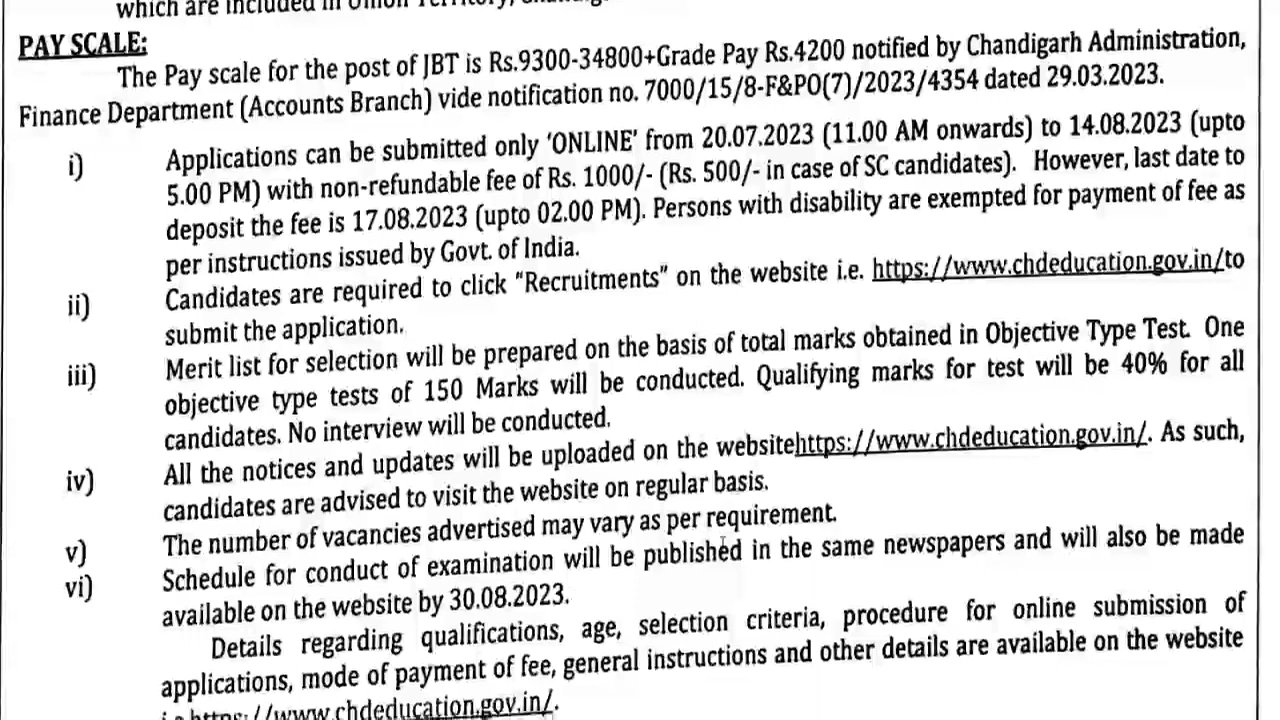 which are included in Union Territory,
PAY SCALE:
The Pay scale for the post of JBT is Rs.9300-34800+Grade Pay Rs.4200 notified by Chandigarh Administration,
Finance Department (Accounts Branch) vide notification no. 7000/15/8-F&PO(7)/2023/4354 dated 29.03.2023.
i) Applications can be submitted only 'ONLINE' from 20.07.2023 (11.00 AM onwards) to 14.08.2023 (upto
5.00 PM) with non-refundable fee of Rs. 1000/- (Rs. 500/- in case of SC candidates). However, last date to
deposit the fee is 17.08.2023 (upto 02.00 PM). Persons with disability are exempted for payment of fee as
per instructions issued by Govt. of India.
ii) Candidates are required to click "Recruitments" on the website i.e. https://www.chdeducation.gov.in/to
submit the application.
iii) Merit list for selection will be prepared on the basis of total marks obtained in Objective Type Test. One
objective type tests of 150 Marks will be conducted. Qualifying marks for test will be 40% for all
candidates. No interview will be conducted.
iv) All the notices and updates will be uploaded on the websitehttps://www.chdeducation.gov.in/. As such,
candidates are advised to visit the website on regular basis.
v) The number of vacancies advertised may vary as per requirement.
vi) Schedule for conduct of examination will be published in the same newspapers and will also be made
available on the website by 30.08.2023.
Details regarding qualifications, age, selection criteria, procedure for online submission of
applications, mode of payment of fee, general instructions and other details are available on the website
i.e https://www.chdeducation.gov.in/.